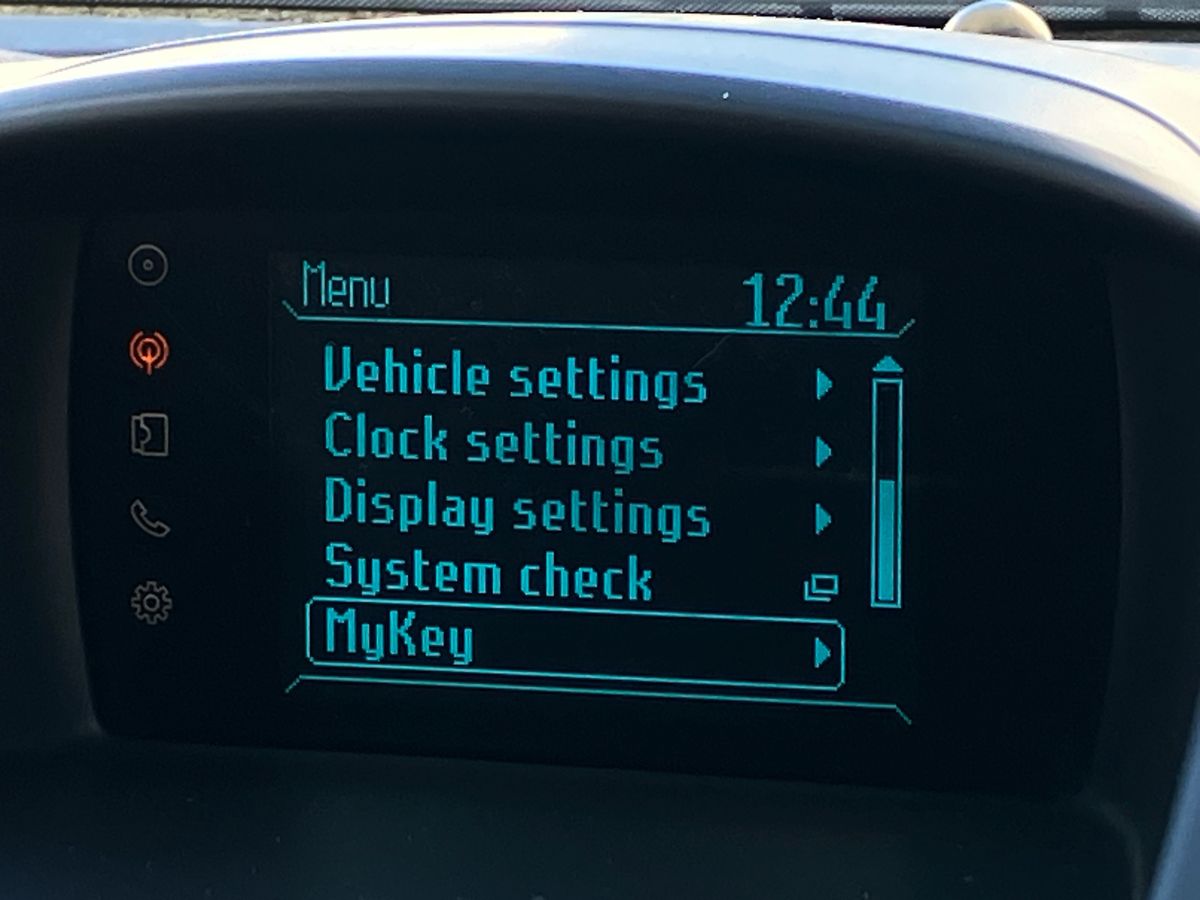 Menu 12:44
Vehicle settings
Clock settings
Display settings
System check
MyKey